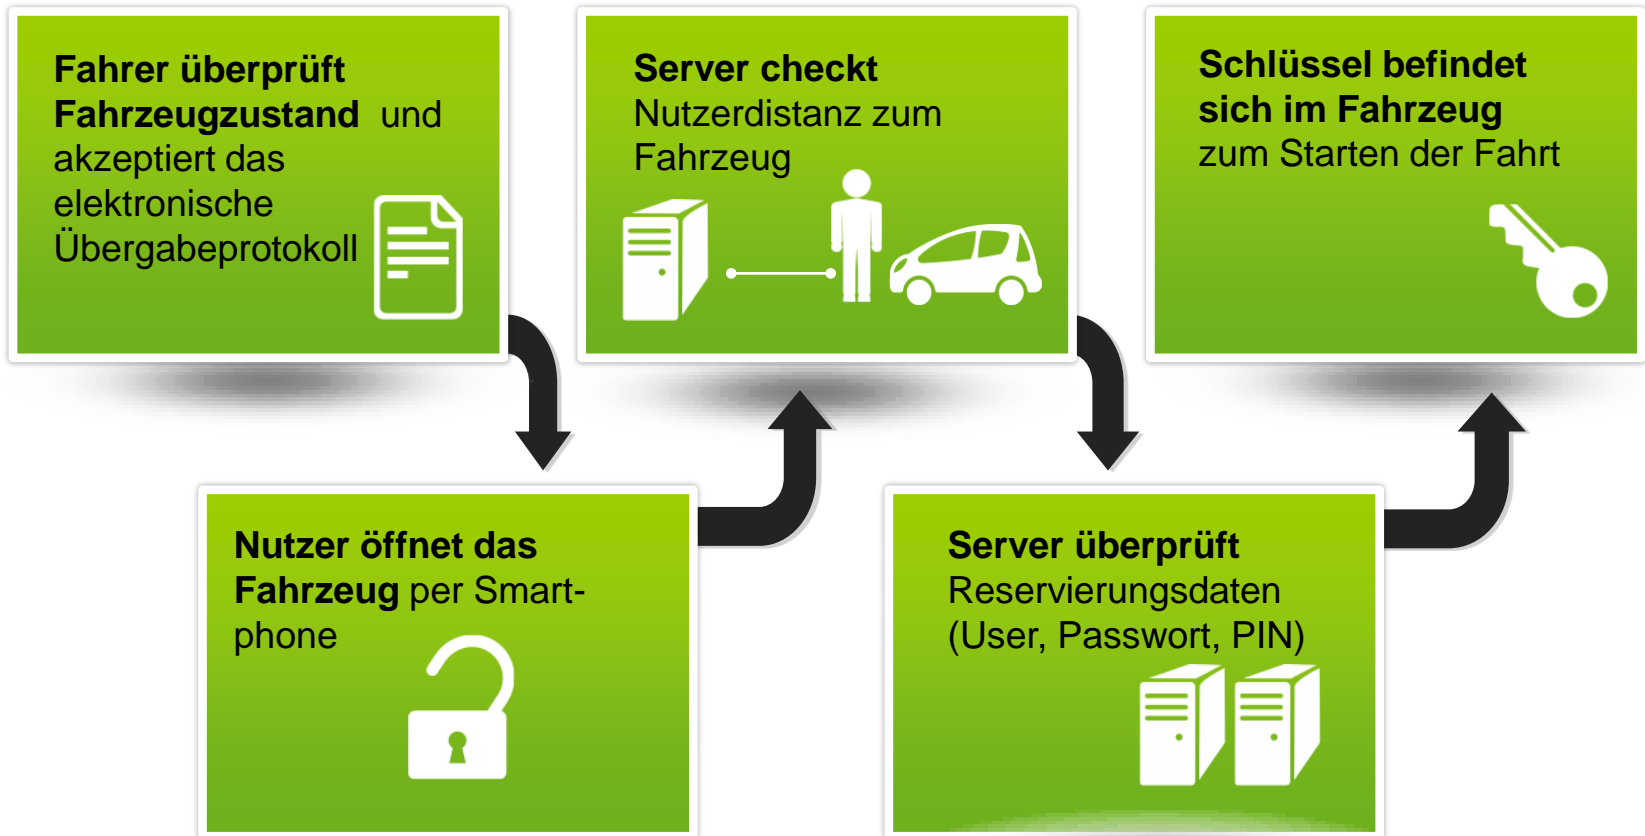 Fahrer überprüft
Fahrzeugzustand und
akzeptiert das
elektronische
Übergabeprotokoll
Nutzer öffnet das
Fahrzeug per Smart-
phone
Server checkt
Nutzerdistanz zum
Fahrzeug
Server überprüft
Reservierungsdaten
(User, Passwort, PIN)
Schlüssel befindet
sich im Fahrzeug
zum Starten der Fahrt